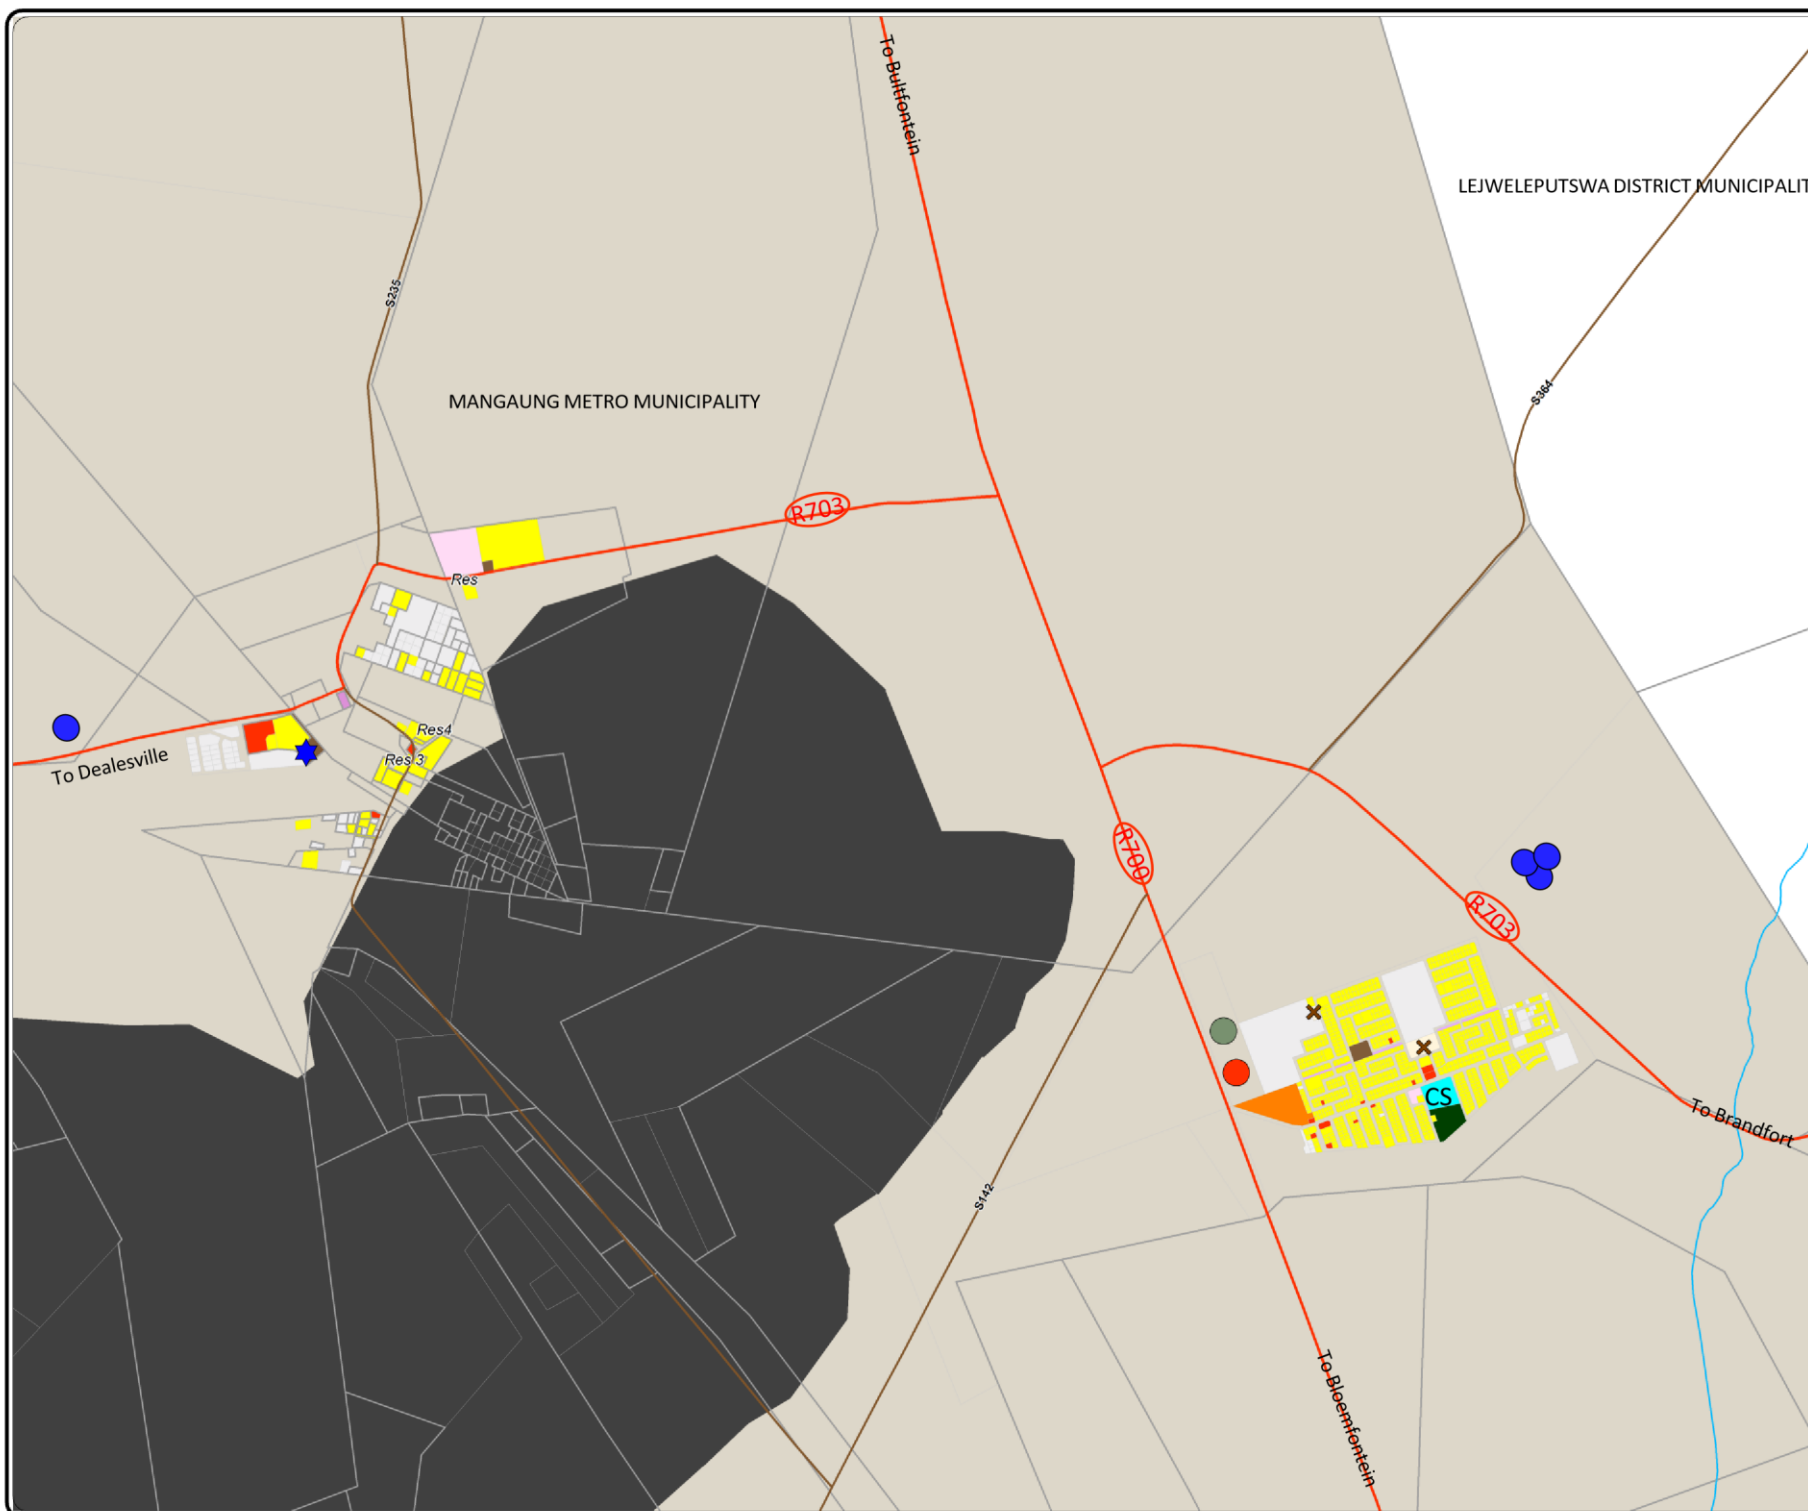 To Bultfontein
LEJWELEPUTSWA DISTRICT MUNICIPALIT
S235
MANGAUNG METRO MUNICIPALITY
S364
R703
Res
Res4
Res 3
To Dealesville
R700
R703
CS
To Brandfort
S142
To Bloemfontein